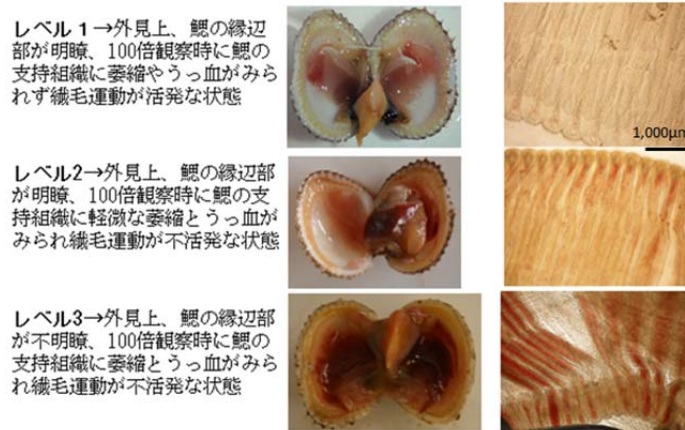 レベル1→外見上、鰓の縁辺
部が明瞭、100倍観察時に鰓の
支持組織に萎縮やうっ血がみら
れず繊毛運動が活発な状態
1,000μm
レベル2→外見上、鰓の縁辺部
が明瞭、100倍観察時に鰓の支
持組織に軽微な萎縮とうっ血が
みられ繊毛運動が不活発な状態
レベル3→外見上、鰓の縁辺部
が不明瞭、100倍観察時に鰓の
支持組織に萎縮とうっ血がみら
れ繊毛運動が不活発な状態